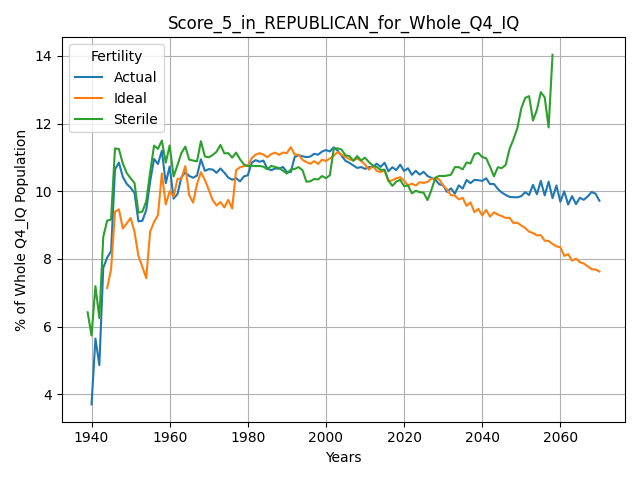 Score_5_in_REPUBLICAN_for_Whole_Q4_IQ
Fertility
Actual
Ideal
Sterile
% of Whole Q4_IQ Population
14
12
10
8
6
4
1940 1960 1980 2000 2020 2040 2060
Years